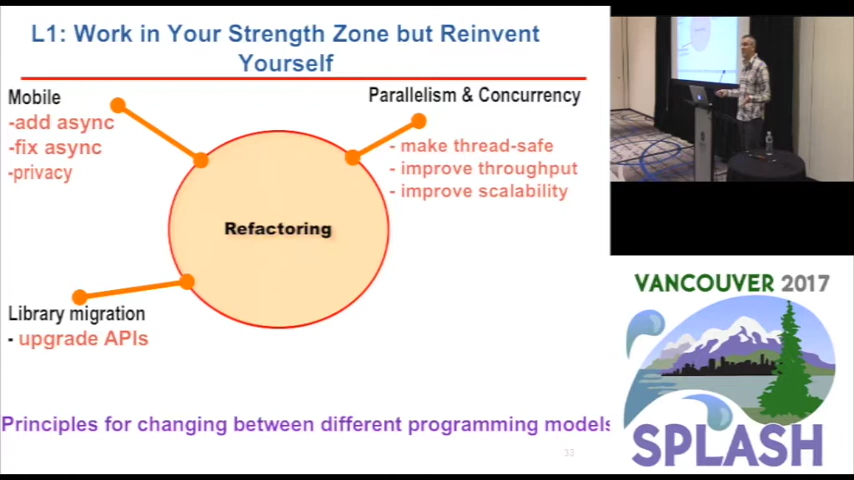 L1: Work in Your Strength Zone but Reinvent
Yourself
Mobile
-add async
-fix async
-privacy
Parallelism & Concurrency
- make thread-safe
- improve throughput
- improve scalability
Refactoring
Library migration
- upgrade APIs
Principles for changing between different programming models
33
VANCOUVER 2017
SPLASH